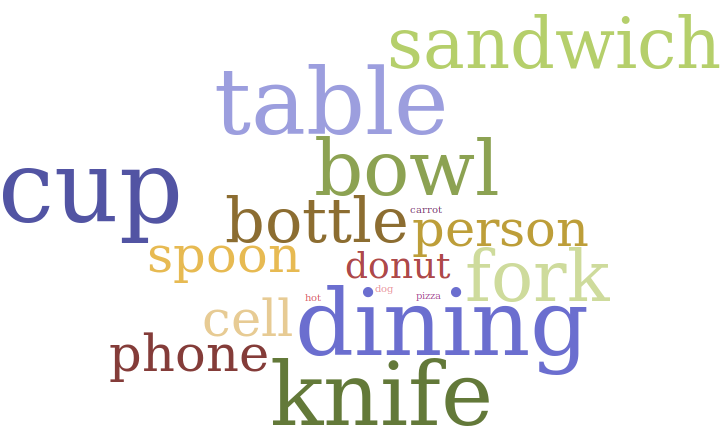 sandwich
table
bowl
cup
bottle
carrot
person
spoon
donut
fork
hot
dog
pizza
cell
dining
phone
knife